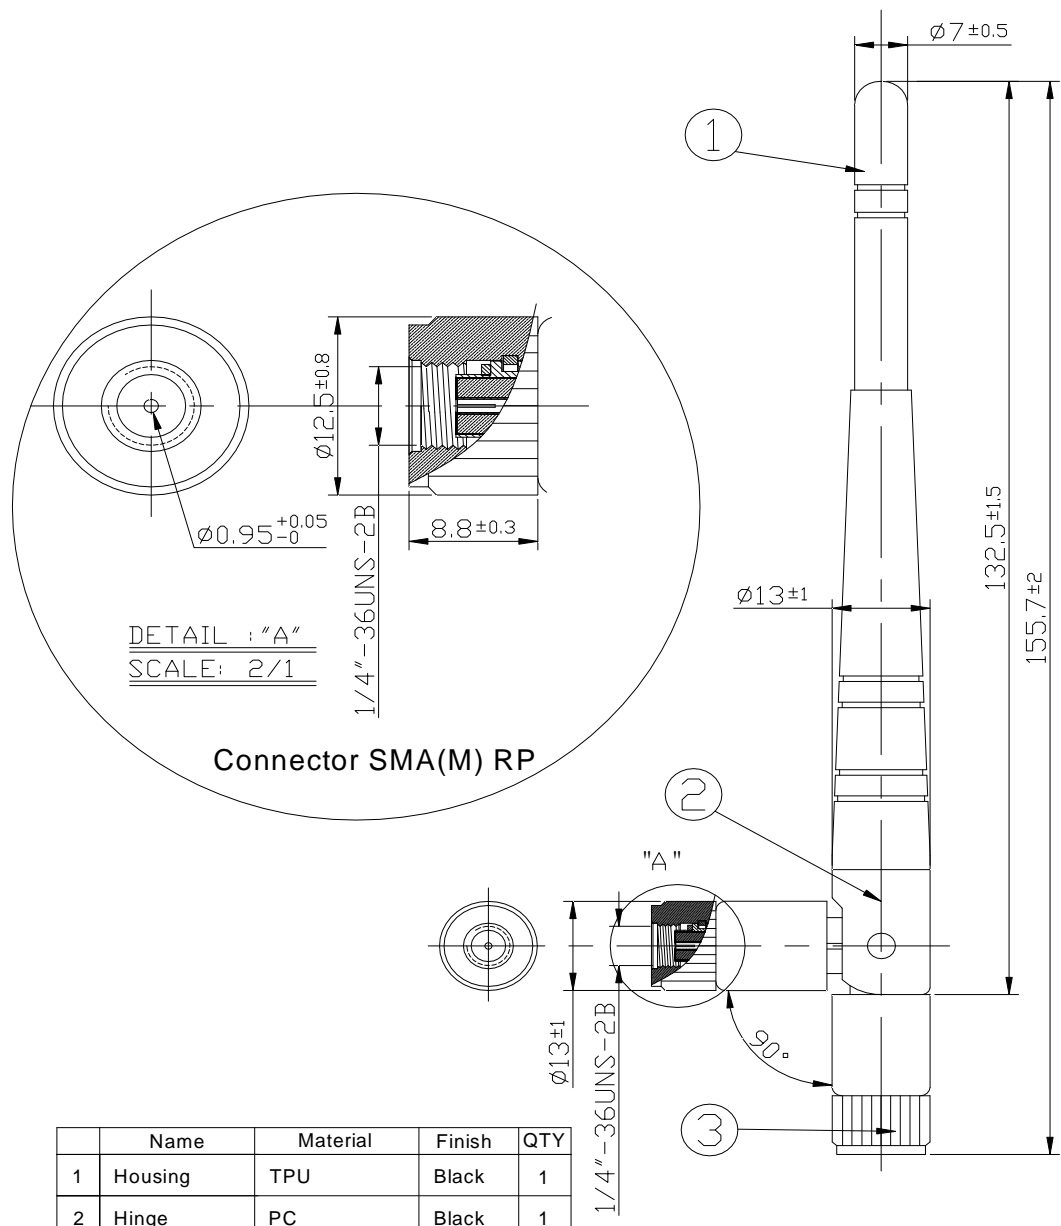 Ø7±0.5
1
Ø12.5±0.8
Ø0.95+0.05-0
8.8±0.3
1/4"-36UNS-2B
DETAIL :"A"
SCALE: 2/1
Connector SMA(M) RP
132.5±1.5
155.7±2
Ø13±1
2
"A"
Ø13±1
1/4"-36UNS-2B
90°
3
Name Material Finish QTY
1 Housing TPU Black 1
2 Hinge PC Black 1